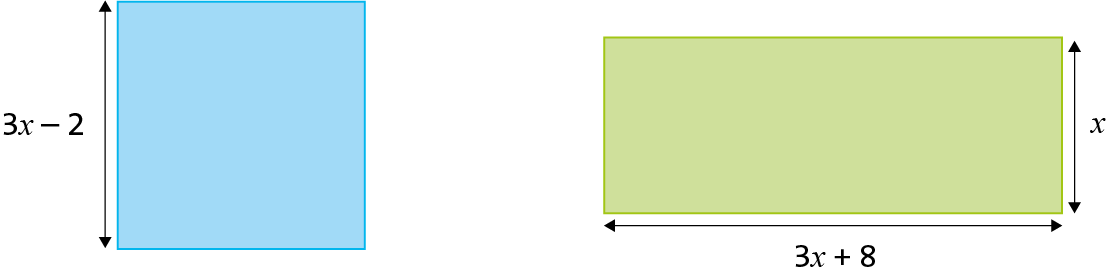 3x – 2
x
3x + 8